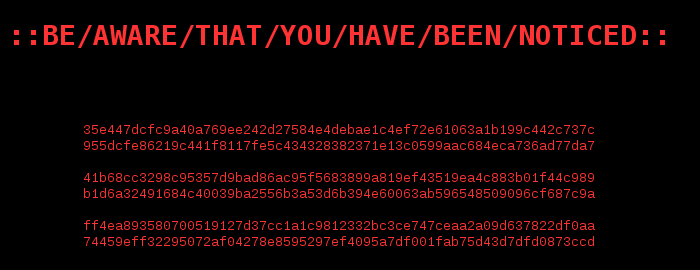 ::BE/AWARE/THAT/YOU/HAVE/BEEN/NOTICED::
35e447dcfc9a40a769ee242d27584e4debae1c4ef72e61063a1b199c442c737c
955dcfe86219c441f8117fe5c434328382371e13c0599aac684eca736ad77da7
41b68cc3298c95357d9bad86ac95f5683899a819ef43519ea4c883b01f44c989
b1d6a32491684c40039ba2556b3a53d6b394e60063ab596548509096cf687c9a
ff4ea893580700519127d37cc1a1c9812332bc3ce747ceaa2a09d637822df0aa
74459eff32295072af04278e8595297ef4095a7df001fab75d43d7dfd0873ccd